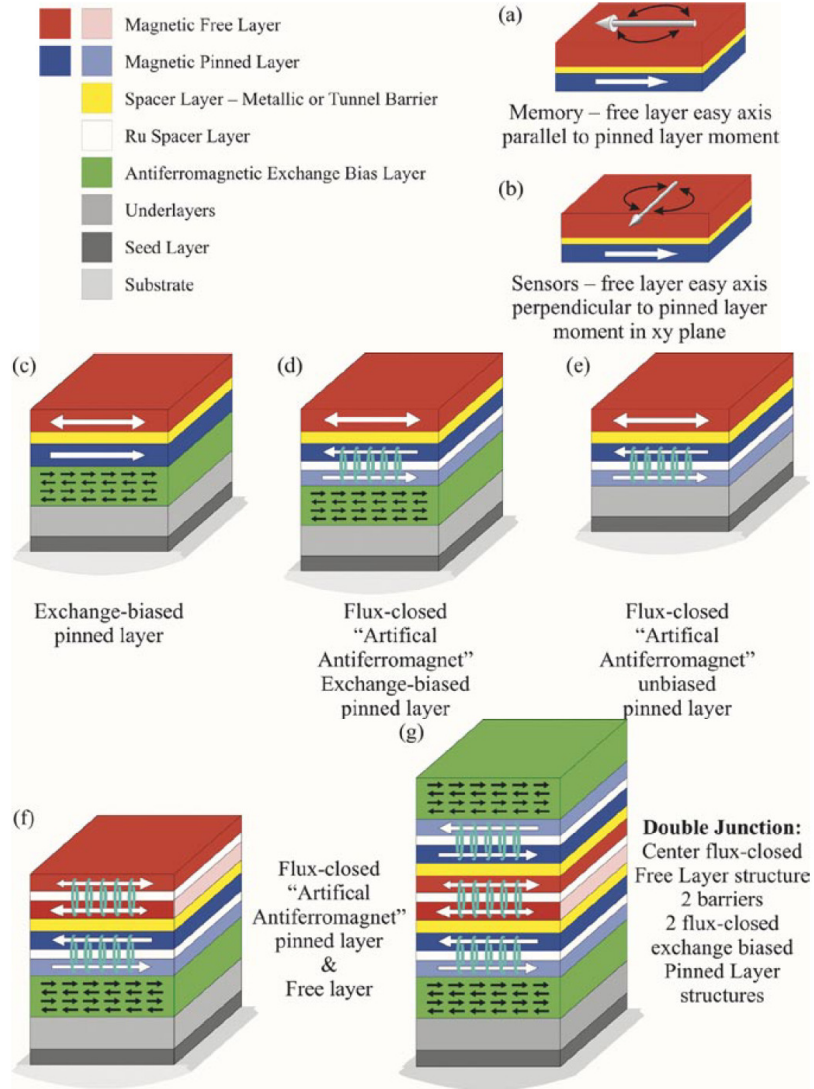 Magnetic Free Layer
Magnetic Pinned Layer
Spacer Layer – Metallic or Tunnel Barrier
Ru Spacer Layer
Antiferromagnetic Exchange Bias Layer
Underlayers
Seed Layer
Substrate
(a)
Memory – free layer easy axis
parallel to pinned layer moment
(b)
Sensors – free layer easy axis
perpendicular to pinned layer
moment in xy plane
(c)
Exchange-biased
pinned layer
(d)
Flux-closed
“Artifical
Antiferromagnet”
Exchange-biased
pinned layer
(e)
Flux-closed
“Artifical
Antiferromagnet”
unbiased
pinned layer
(f)
Flux-closed
“Artifical
Antiferromagnet”
pinned layer
&
Free layer
(g)
Double Junction:
Center flux-closed
Free Layer structure
2 barriers
2 flux-closed
exchange biased
Pinned Layer
structures